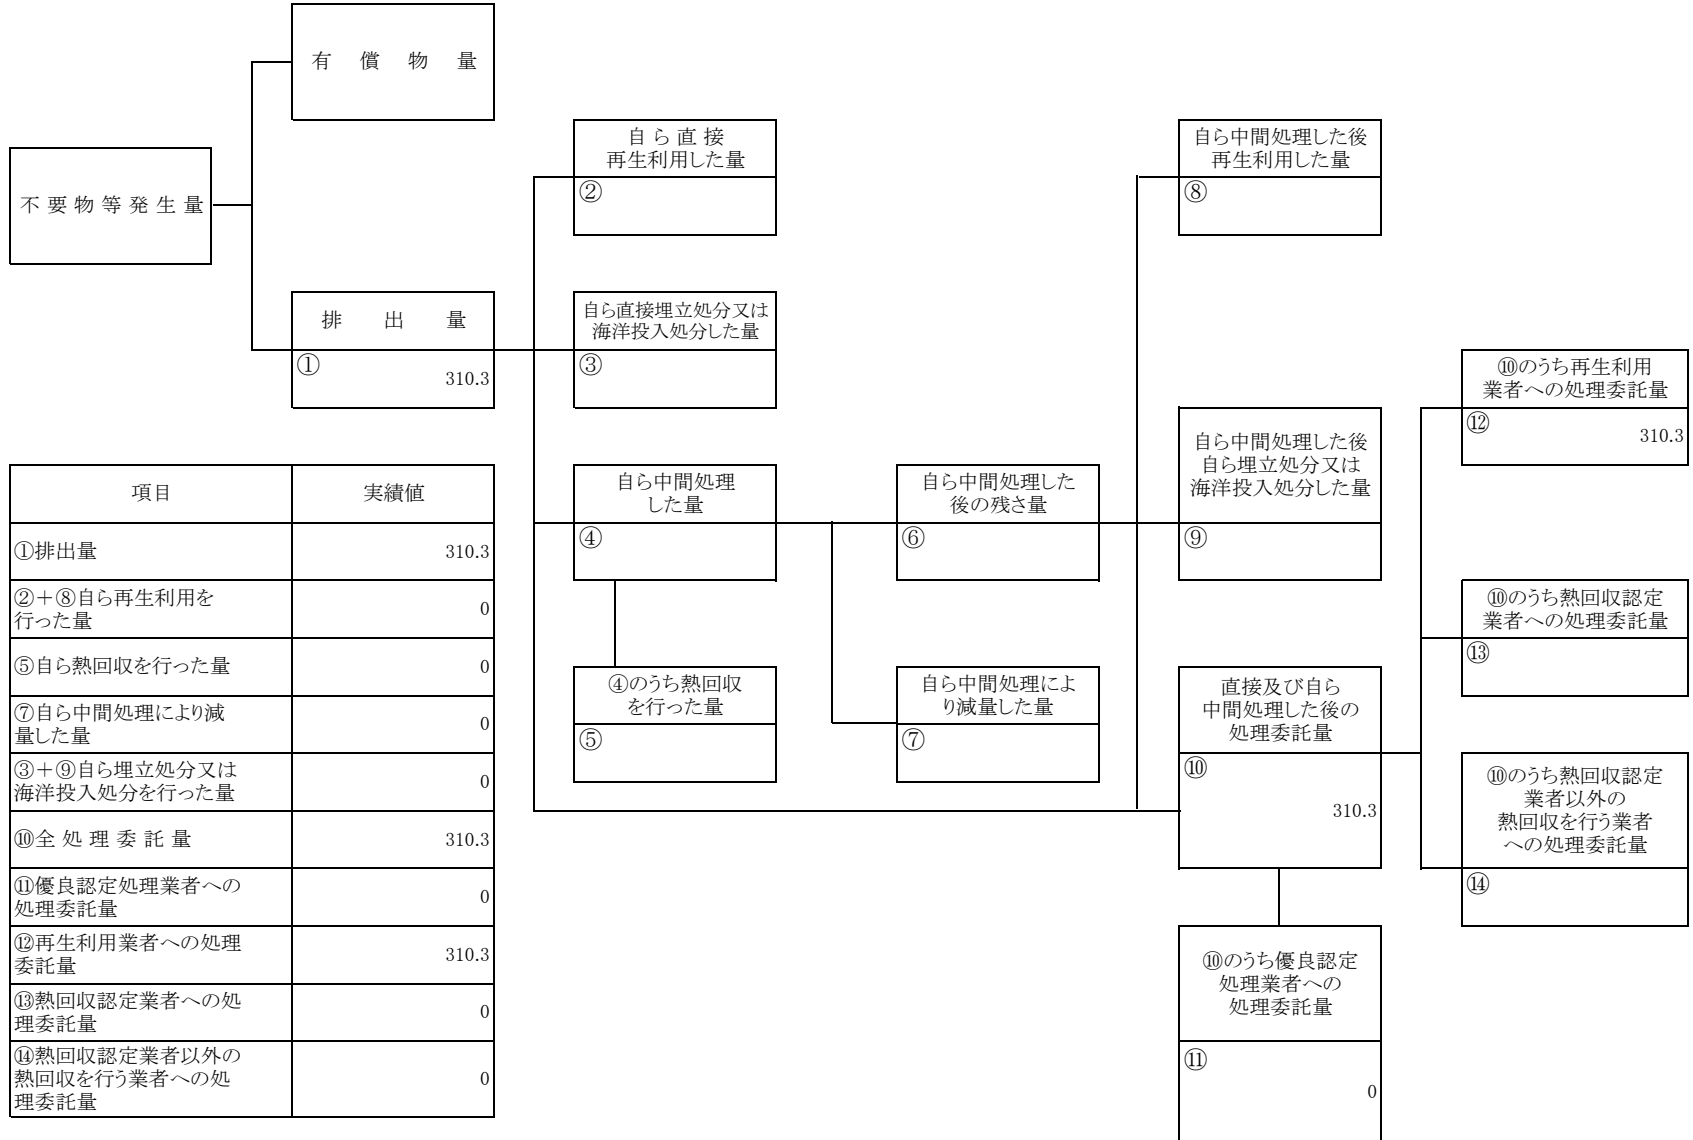 有償物量
不要物等発生量
排出量
①
310.3
自ら直接
再生利用した量
②
自ら直接埋立処分又は
海洋投入処分した量
③
自ら中間処理
した量
④
④のうち熱回収
を行った量
⑤
自ら中間処理した
後の残さ量
⑥
自ら中間処理によ
り減量した量
⑦
自ら中間処理した後
再生利用した量
⑧
自ら中間処理した後
自ら埋立処分又は
海洋投入処分した量
⑨
直接及び自ら
中間処理した後の
処理委託量
⑩
310.3
⑩のうち優良認定
処理業者への
処理委託量
⑪
0
⑩のうち再生利用
業者への処理委託量
⑫
310.3
⑩のうち熱回収認定
業者への処理委託量
⑬
⑩のうち熱回収認定
業者以外の
熱回収を行う業者
への処理委託量
⑭
項目 実績値
①排出量 310.3
②+⑧自ら再生利用を
行った量 0
⑤自ら熱回収を行った量 0
⑦自ら中間処理により減
量した量 0
③+⑨自ら埋立処分又は
海洋投入処分を行った量 0
⑩全処理委託量 310.3
⑪優良認定処理業者への
処理委託量 0
⑫再生利用業者への処理
委託量 310.3
⑬熱回収認定業者への処
理委託量 0
⑭熱回収認定業者以外の
熱回収を行う業者への処
理委託量 0